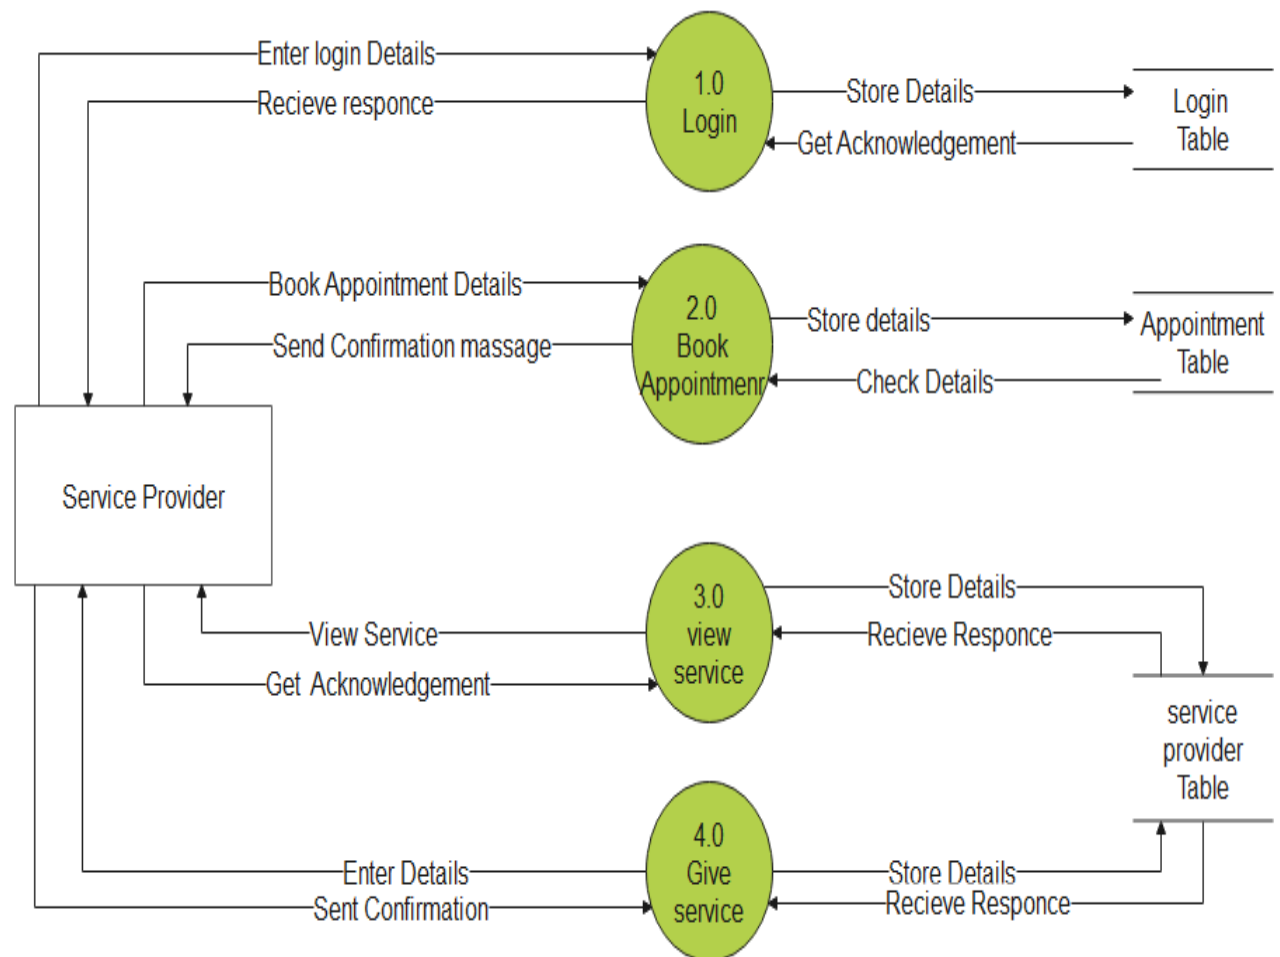 Enter login Details
Recieve responce
1.0
Login
Store Details
Get Acknowledgement
Login
Table
Book Appointment Details
Send Confirmation massage
2.0
Book
Appointmenr
Store details
Check Details
Appointment
Table
Service Provider
View Service
Get Acknowledgement
3.0
view
service
Store Details
Recieve Responce
service
provider
Table
Enter Details
Sent Confirmation
4.0
Give
service
Store Details
Recieve Responce